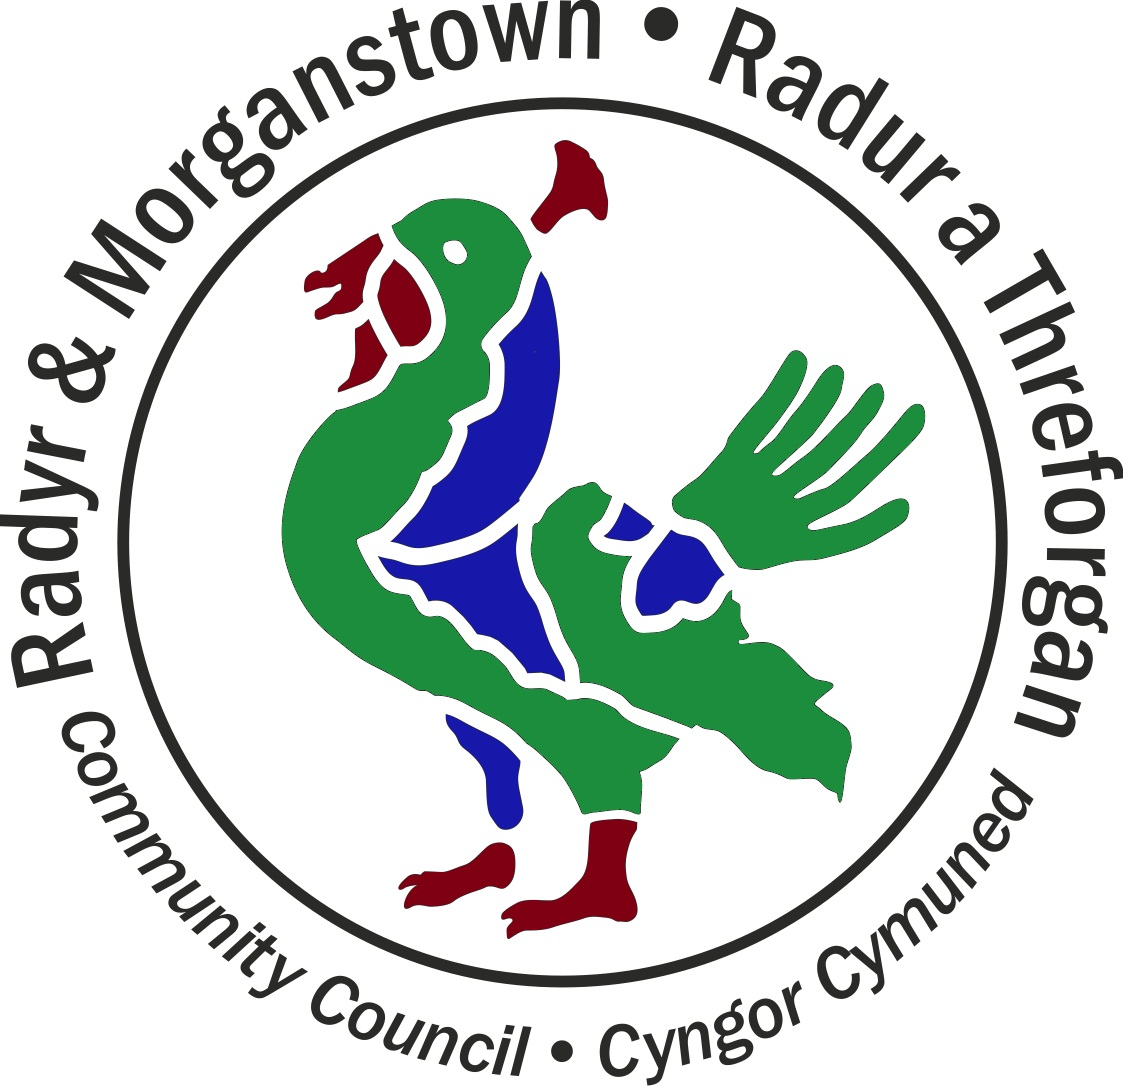 Radyr & Morganstown • Radur a Threforgan
Community Council • Cyngor Cymuned